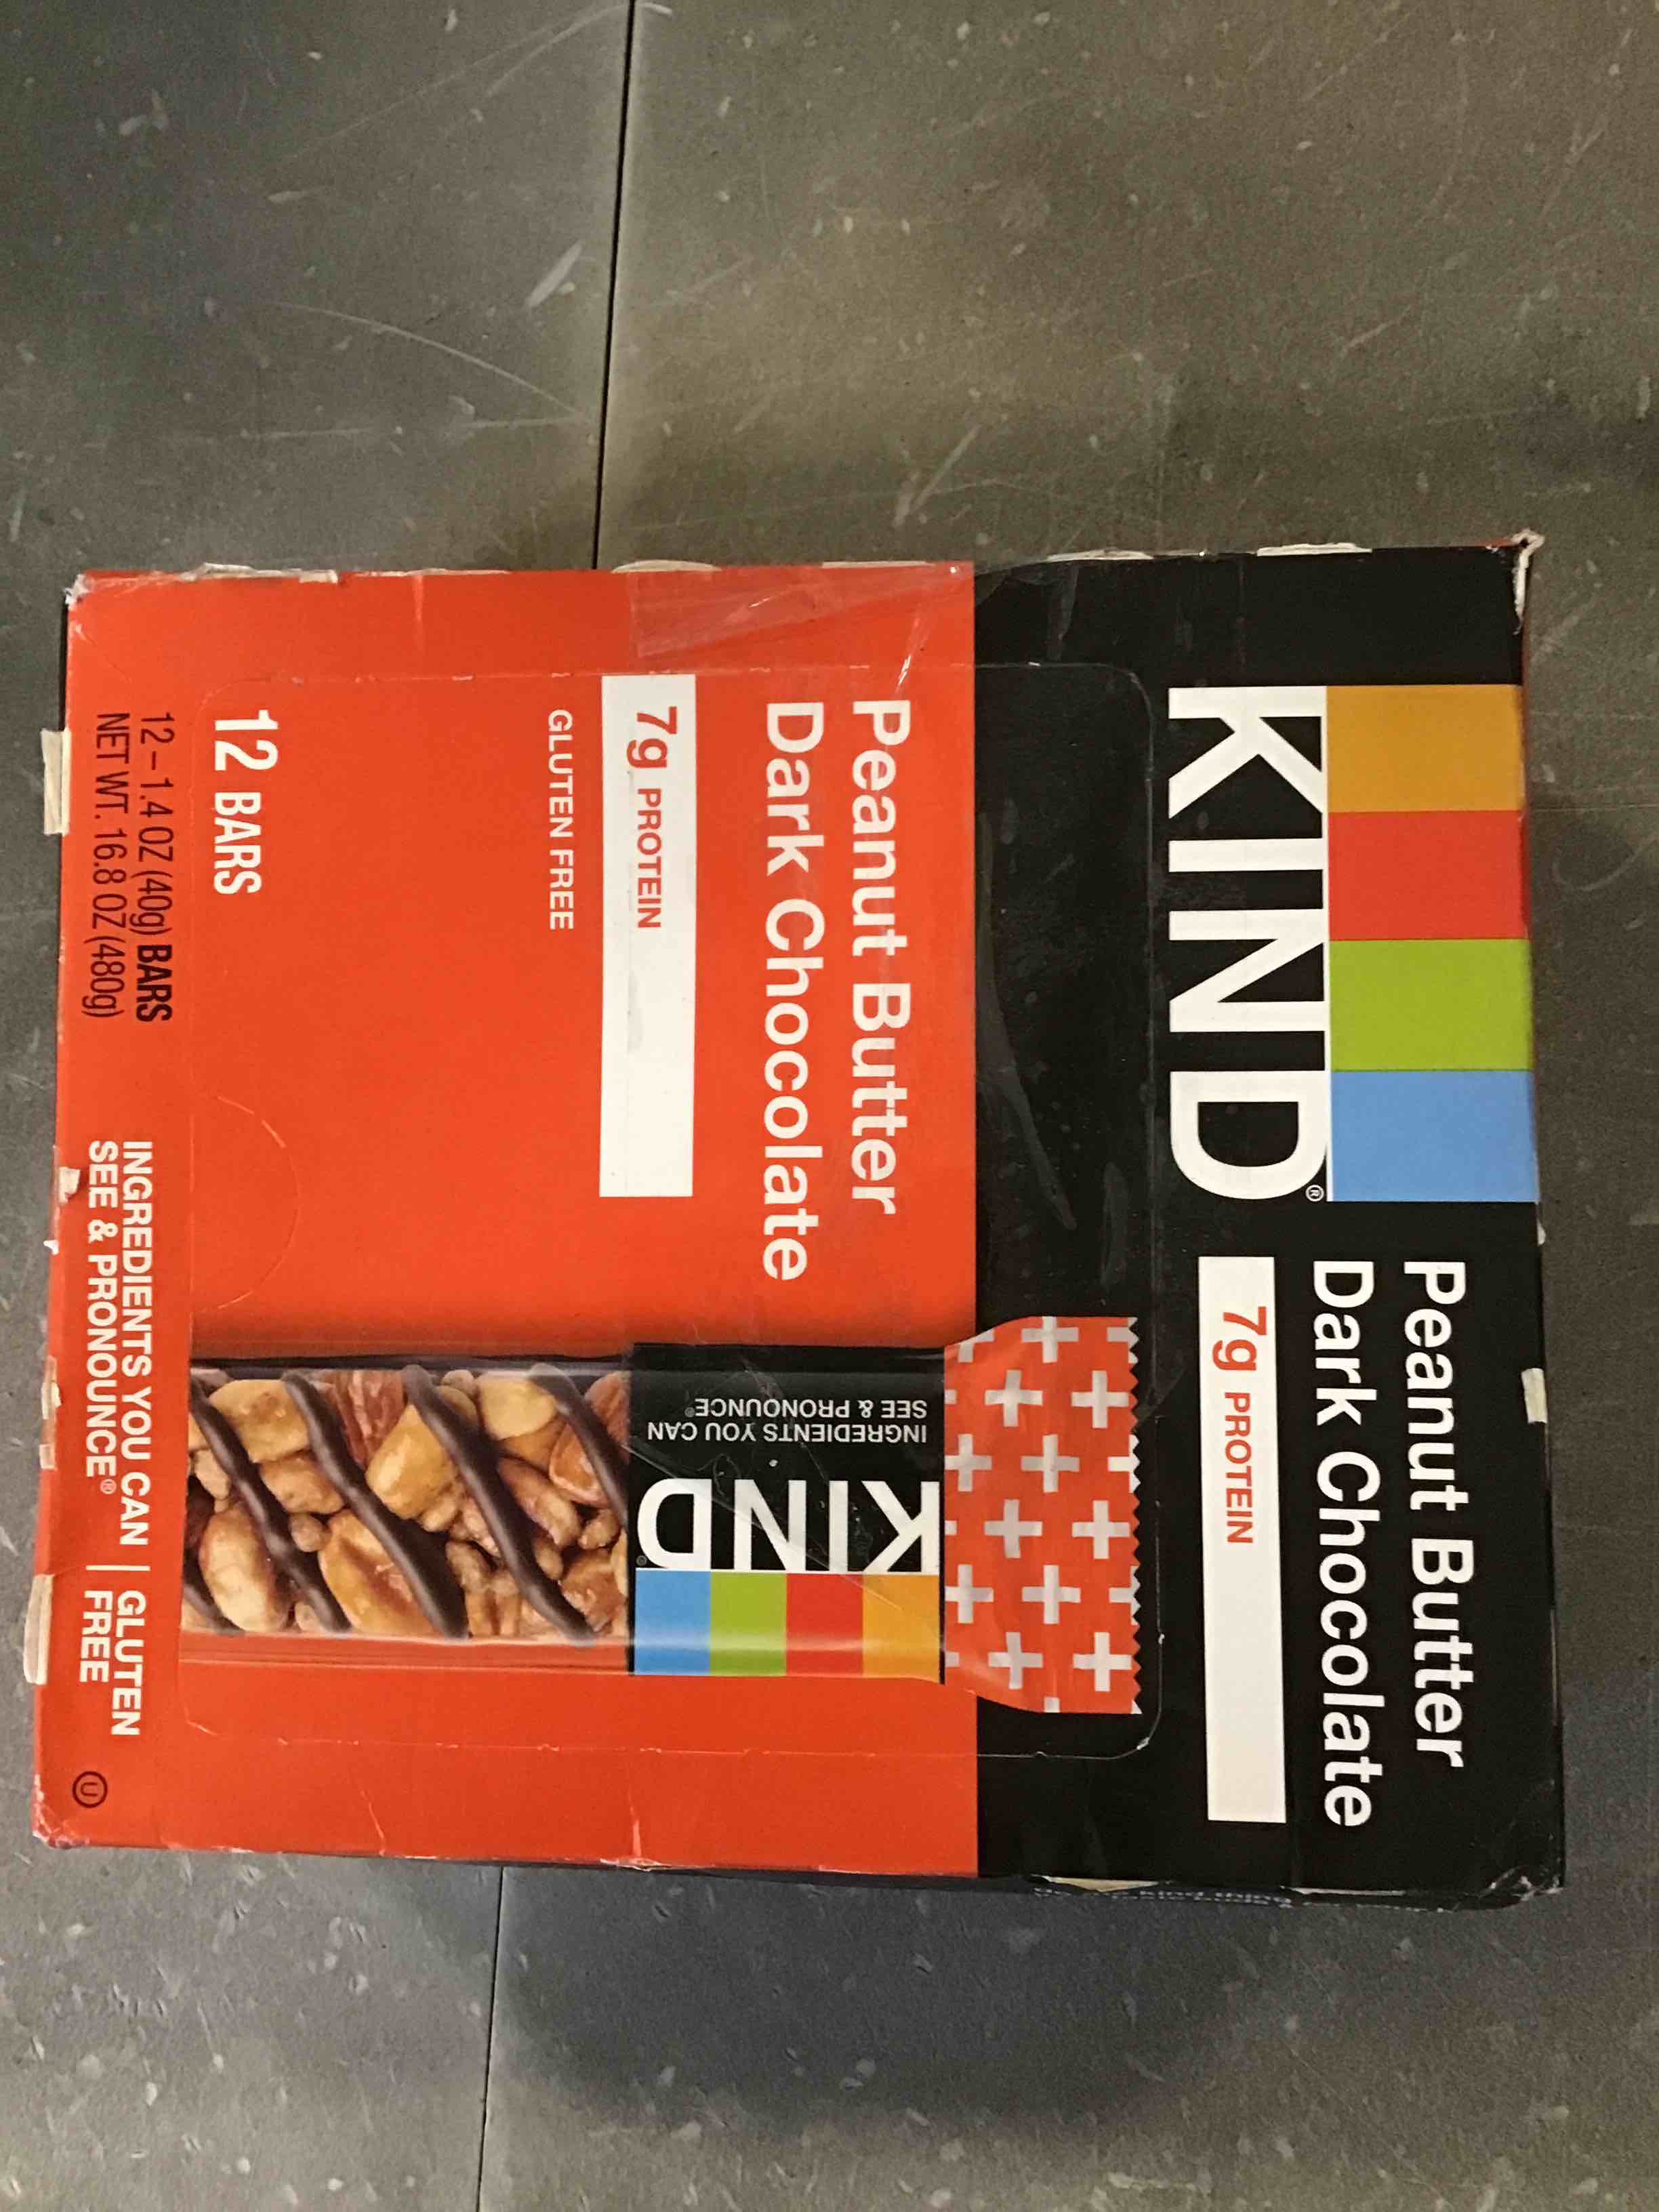 KIND®
Peanut Butter
Dark Chocolate
7g PROTEIN
Peanut Butter
Dark Chocolate
7g PROTEIN
GLUTEN FREE
KIND®
INGREDIENTS YOU CAN
SEE & PRONOUNCE®
12 BARS
12–1.4 OZ (40g) BARS
NET WT. 16.8 OZ (480g)
INGREDIENTS YOU CAN
SEE & PRONOUNCE®
GLUTEN
FREE
U
kind thing